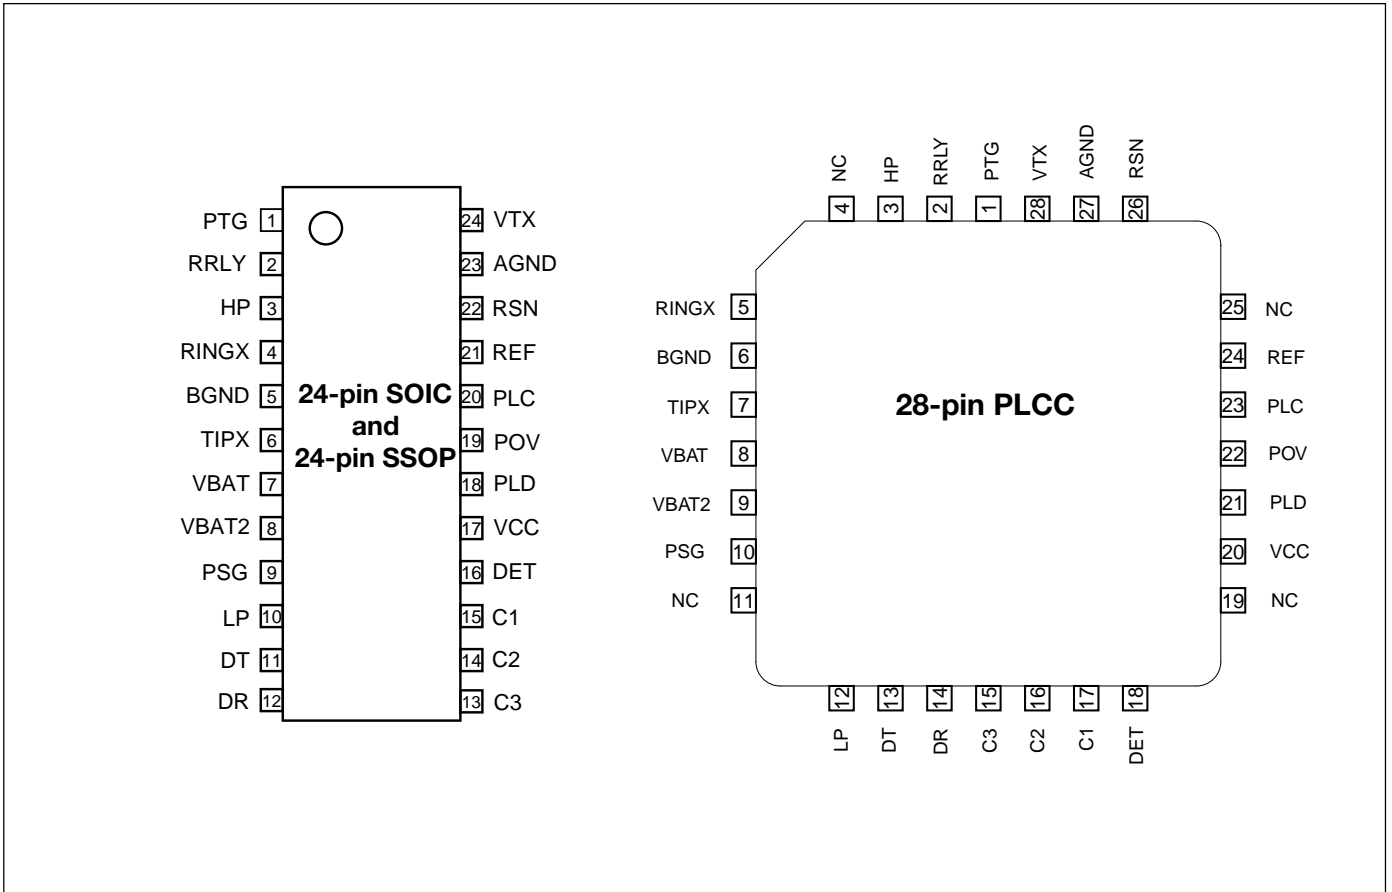 PTG 1
RRLY 2
HP 3
RINGX 4
BGND 5
TIPX 6
VBAT 7
VBAT2 8
PSG 9
LP 10
DT 11
DR 12
24-pin SOIC
and
24-pin SSOP
24 VTX
23 AGND
22 RSN
21 REF
20 PLC
19 POV
18 PLD
17 VCC
16 DET
15 C1
14 C2
13 C3
NC HP RRLY PTG VTX AGND RSN
4 3 2 1 28 27 26
RINGX 5
BGND 6
TIPX 7
VBAT 8
VBAT2 9
PSG 10
NC 11
28-pin PLCC
25 NC
24 REF
23 PLC
22 POV
21 PLD
20 VCC
19 NC
12 13 14 15 16 17 18
LP DT DR C3 C2 C1 DET